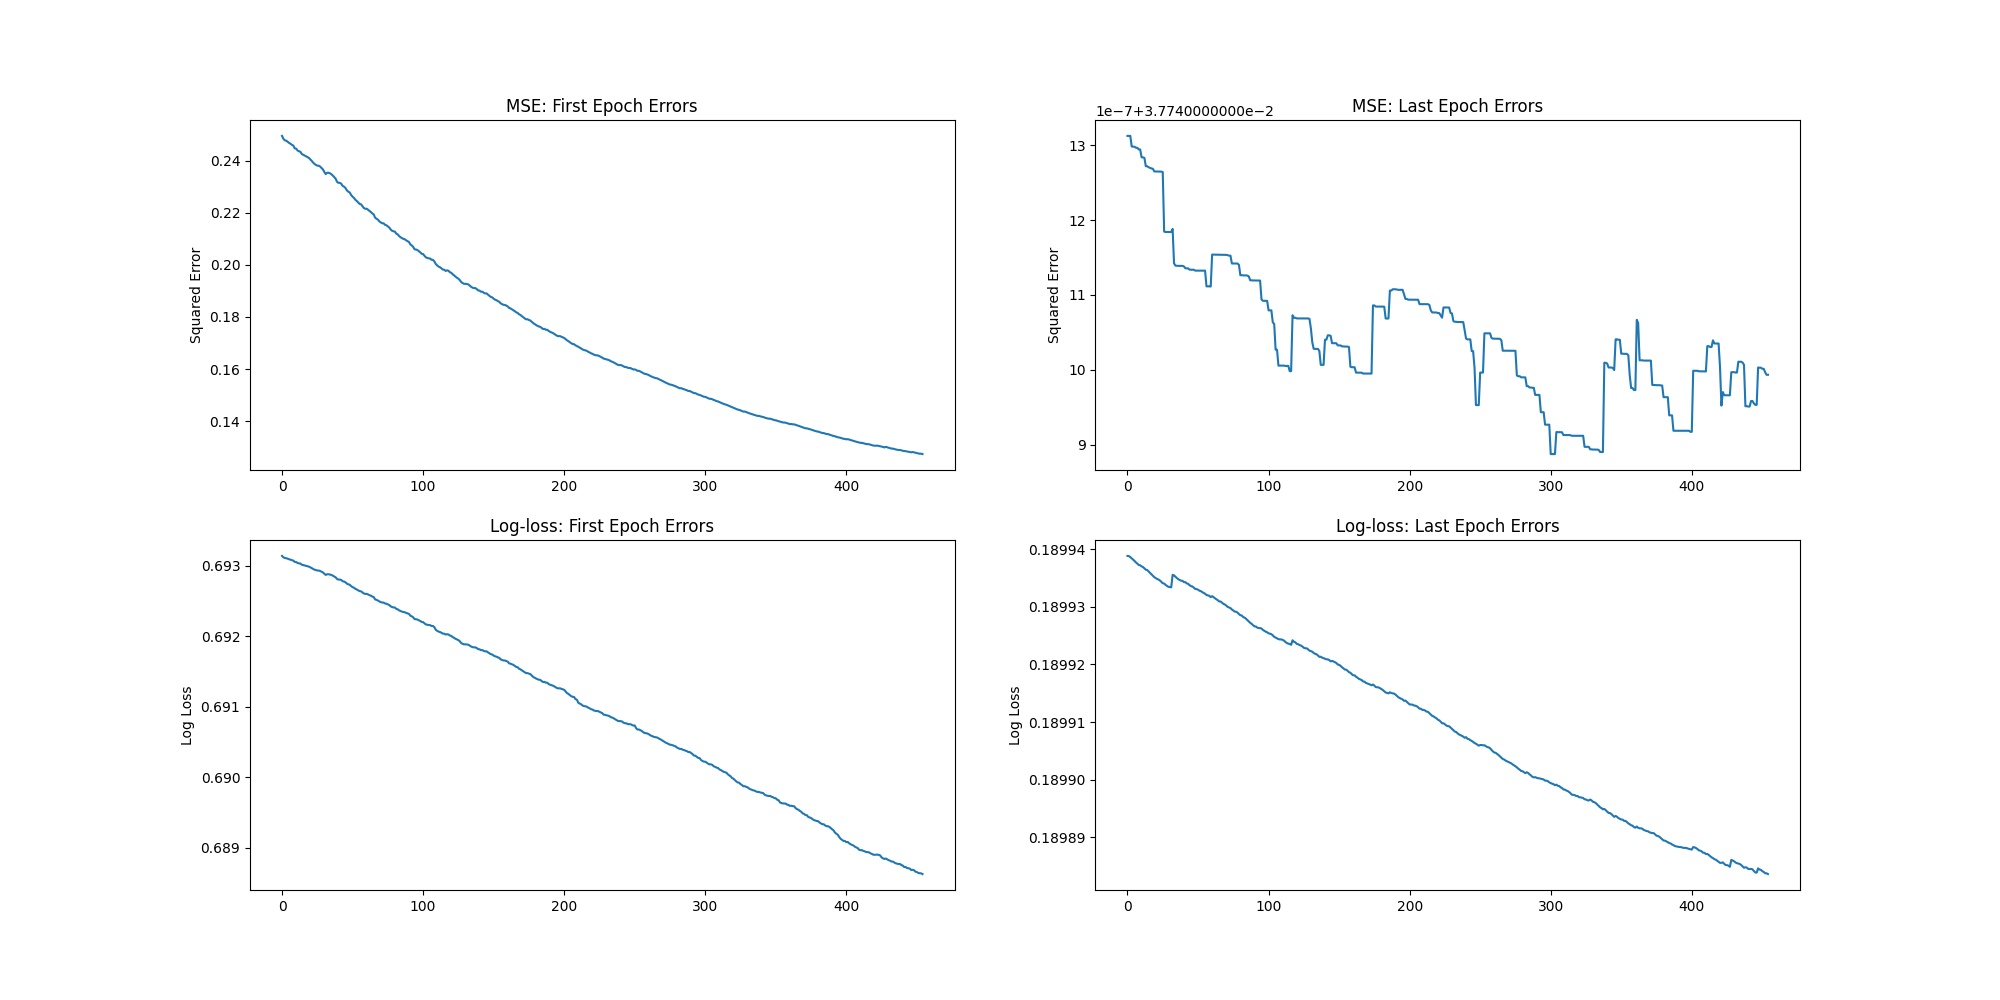 MSE: First Epoch Errors
Squared Error
0.24
0.22
0.20
0.18
0.16
0.14
0 100 200 300 400
MSE: Last Epoch Errors
1e−7+3.7740000000e−2
Squared Error
13
12
11
10
9
0 100 200 300 400
Log-loss: First Epoch Errors
Log Loss
0.693
0.692
0.691
0.690
0.689
0 100 200 300 400
Log-loss: Last Epoch Errors
Log Loss
0.18994
0.18993
0.18992
0.18991
0.18990
0.18989
0 100 200 300 400